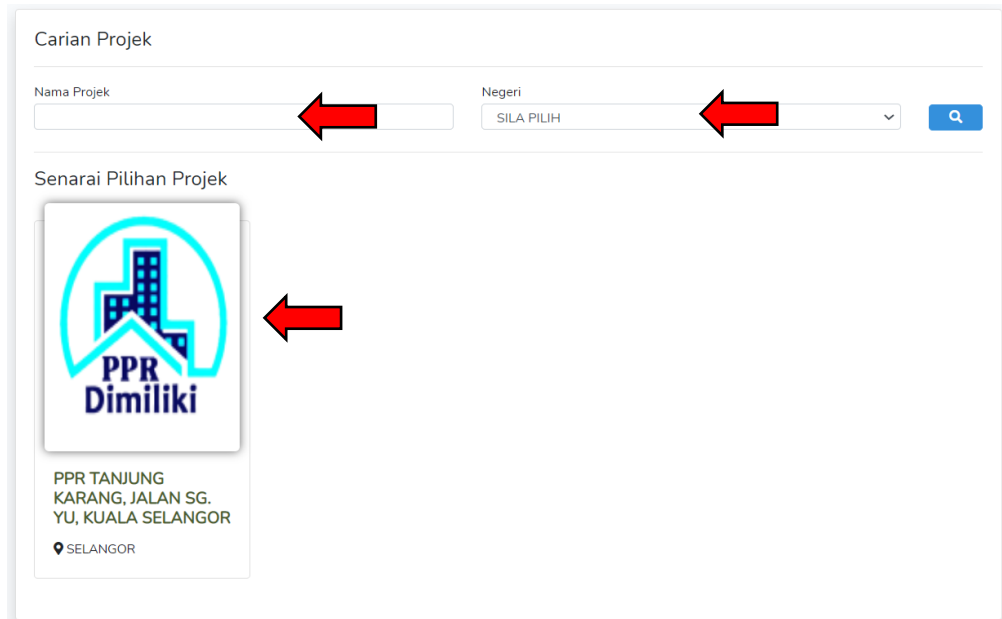 Carian Projek
Nama Projek
Negeri
SILA PILIH
Senarai Pilihan Projek
PPR
Dimiliki
PPR TANJUNG
KARANG, JALAN SG.
YU, KUALA SELANGOR
SELANGOR